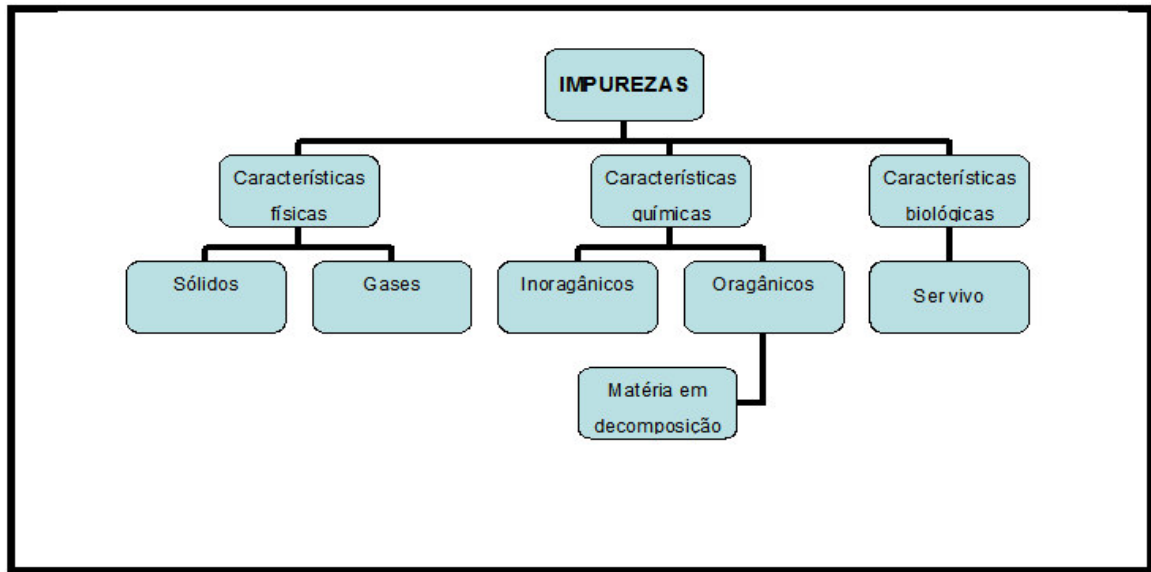 IMPUREZAS
Características
físicas
Características
químicas
Características
biológicas
Sólidos
Gases
Inoragânicos
Oragânicos
Ser vivo
Matéria em
decomposição